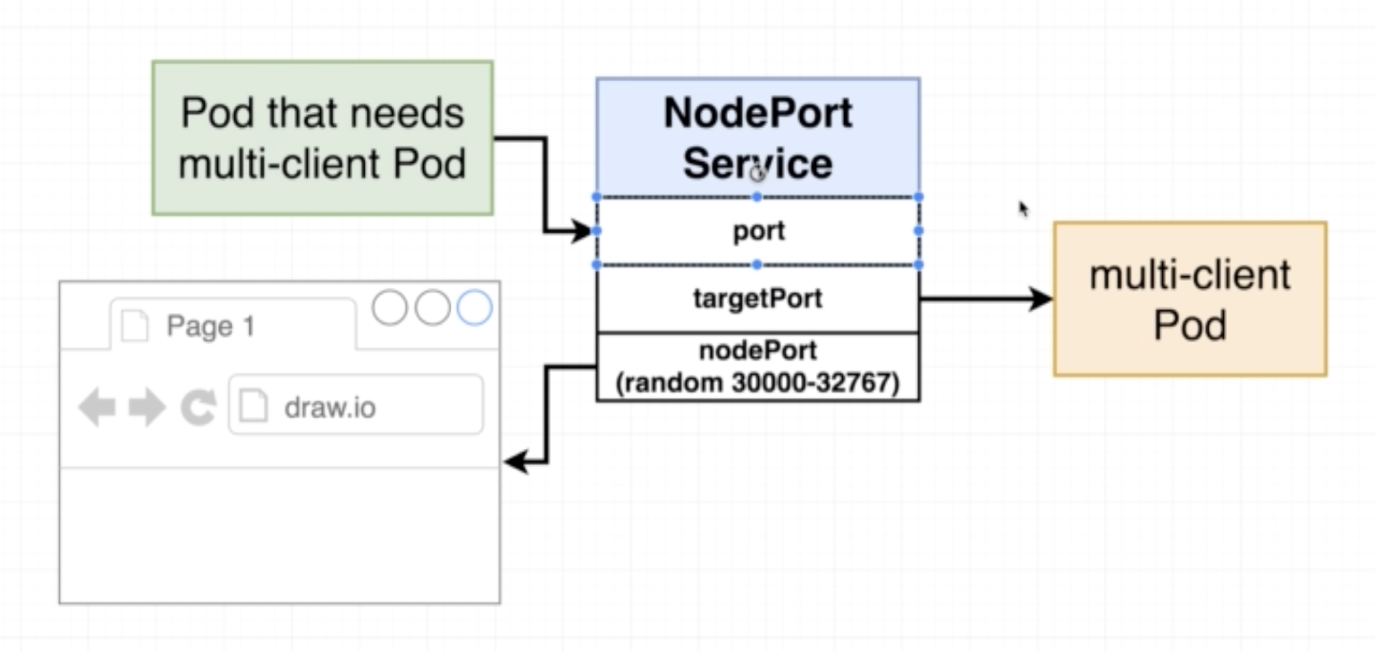 Pod that needs
multi-client Pod
NodePort
Service
port
targetPort
nodePort
(random 30000-32767)
multi-client
Pod
Page 1
draw.io